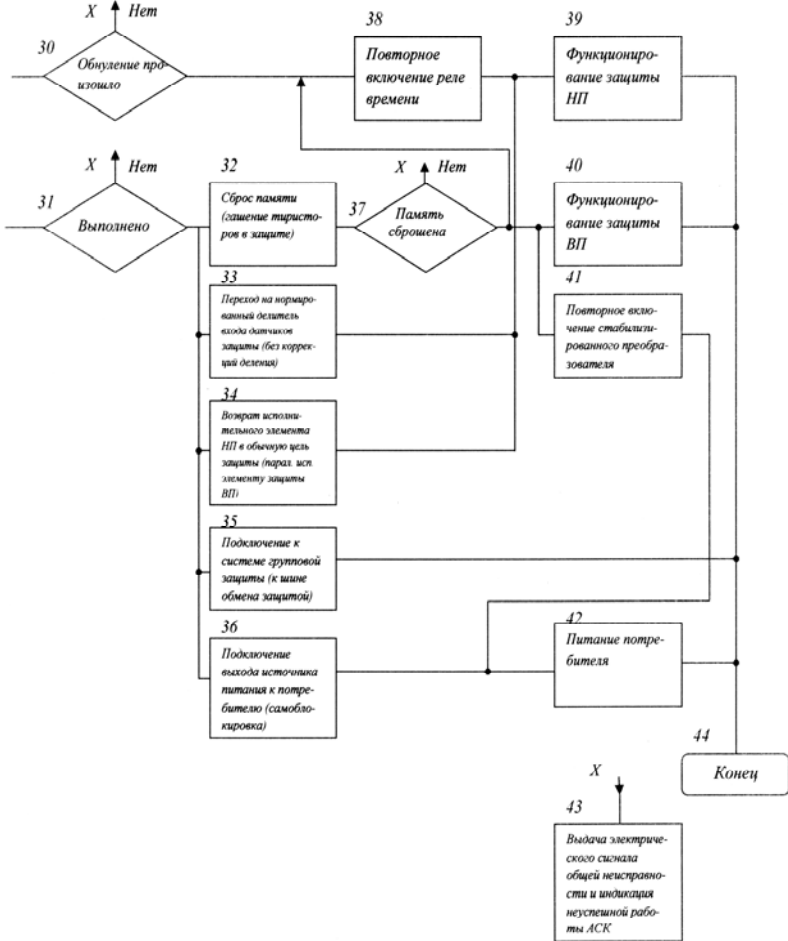 X Нет
30
Обнуление про-
изошло
38
Повторное
включение реле
времени
39
Функциониро-
вание защиты
НП
X Нет
31
Выполнено
32
Сброс памяти
(гашение тиристо-
ров в защите)
X Нет
37
Память
сброшена
40
Функциониро-
вание защиты
ВП
33
Переход на нормиро-
ванный делитель
входа датчиков
защиты (без коррек-
ций деления)
41
Повторное вклю-
чение стабилизи-
рованного преобра-
зователя
34
Возврат исполни-
тельного элемента
НП в обычную цель
защиты (парал. исп.
элементу защиты
ВП)
35
Подключение к
системе групповой
защиты (к шине
обмена защитой)
36
Подключение
выхода источника
питания к потре-
бителю (самобло-
кировка)
42
Питание потре-
бителя
44
Конец
X
43
Выдача электриче-
ского сигнала
общей неисправно-
сти и индикация
неуспешной рабо-
ты АСК